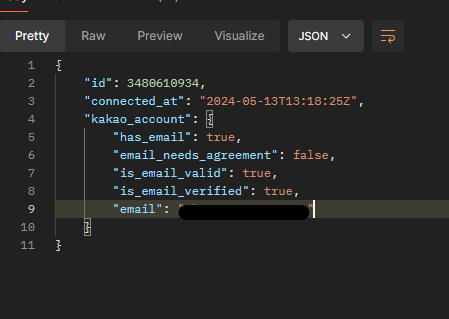 Pretty Raw Preview Visualize JSON
1 {
2 "id": 3480610934,
3 "connected_at": "2024-05-13T13:18:25Z",
4 "kakao_account": {
5 "has_email": true,
6 "email_needs_agreement": false,
7 "is_email_valid": true,
8 "is_email_verified": true,
9 "email": " "
10 }
11 }